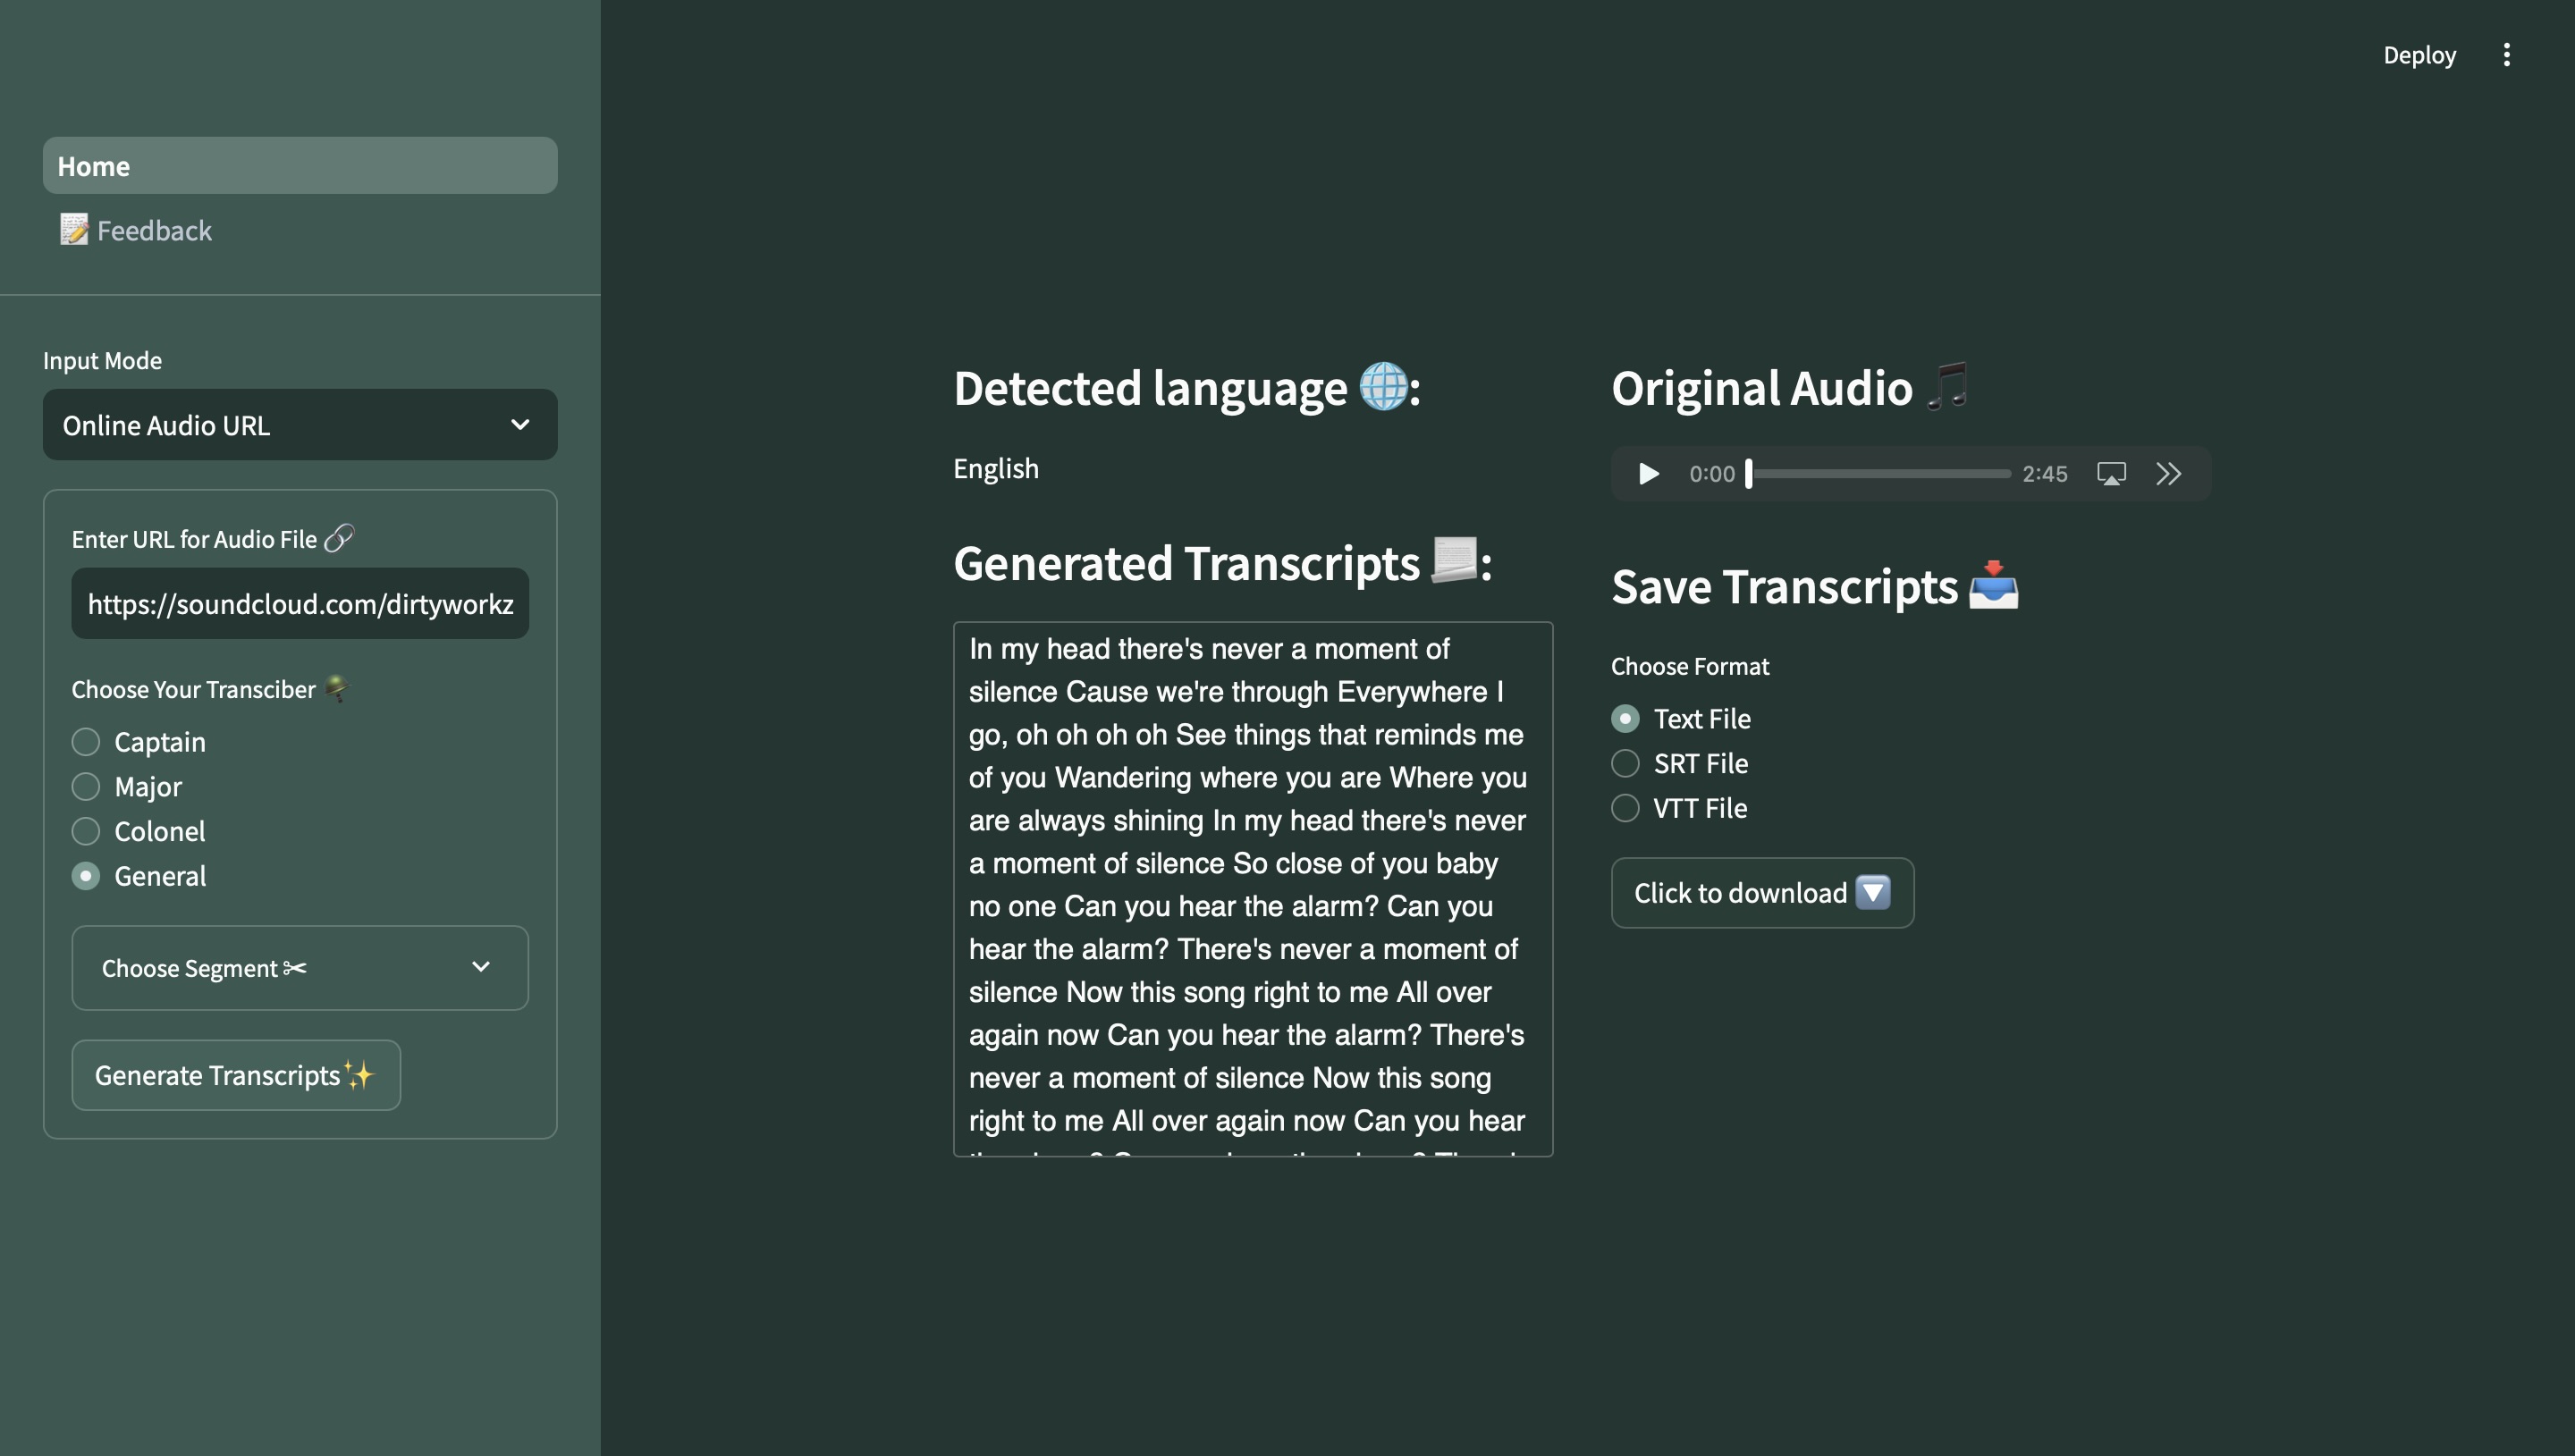 Deploy
Home
Feedback
Input Mode
Online Audio URL
Enter URL for Audio File
https://soundcloud.com/dirtyworkz
Choose Your Transciber
Captain
Major
Colonel
General
Choose Segment
Generate Transcripts
Detected language :
English
Generated Transcripts :
In my head there's never a moment of
silence Cause we're through Everywhere I
go, oh oh oh oh See things that reminds me
of you Wandering where you are Where you
are always shining In my head there's never
a moment of silence So close of you baby
no one Can you hear the alarm? Can you
hear the alarm? There's never a moment of
silence Now this song right to me All over
again now Can you hear the alarm? There's
never a moment of silence Now this song
right to me All over again now Can you hear
Original Audio
0:00 2:45
Save Transcripts
Choose Format
Text File
SRT File
VTT File
Click to download